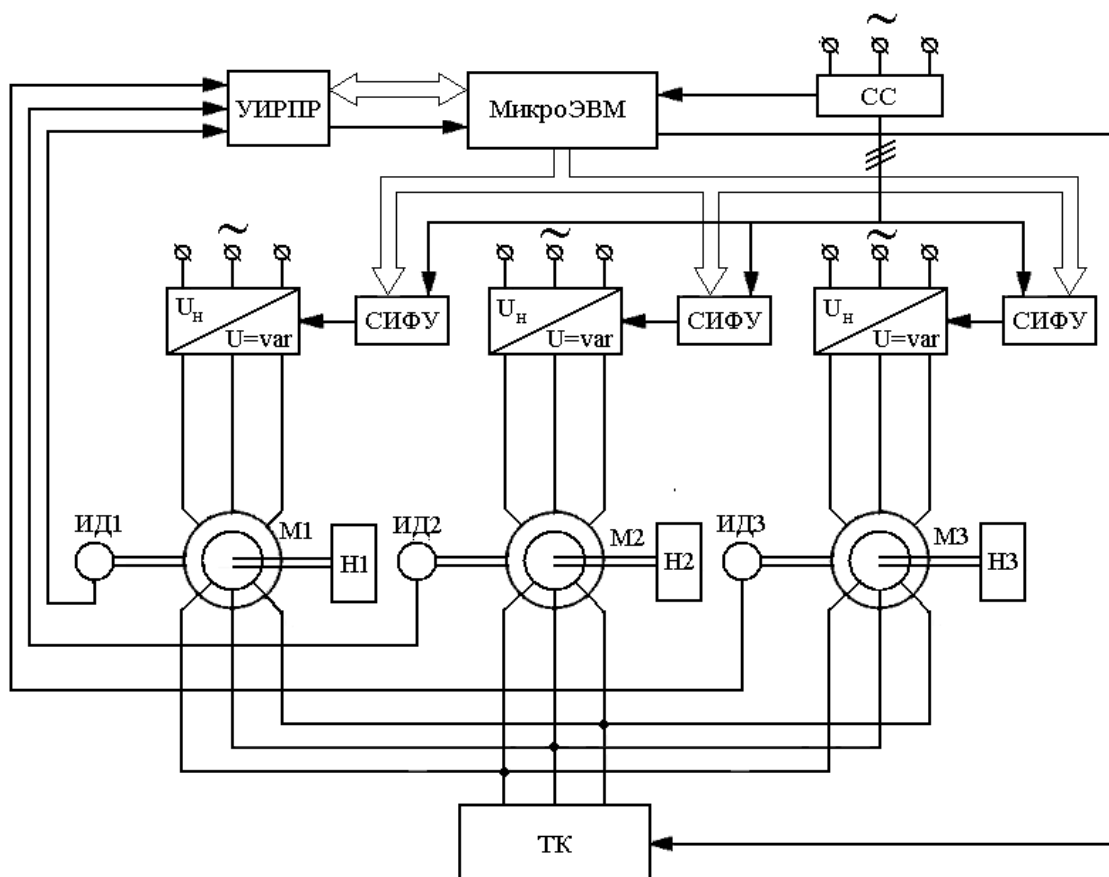 ~
УИРПР
МикроЭВМ
СС
~
~
~
Uн
U=var
СИФУ
Uн
U=var
СИФУ
Uн
U=var
СИФУ
ИД1
М1
Н1
ИД2
М2
Н2
ИД3
М3
Н3
ТК